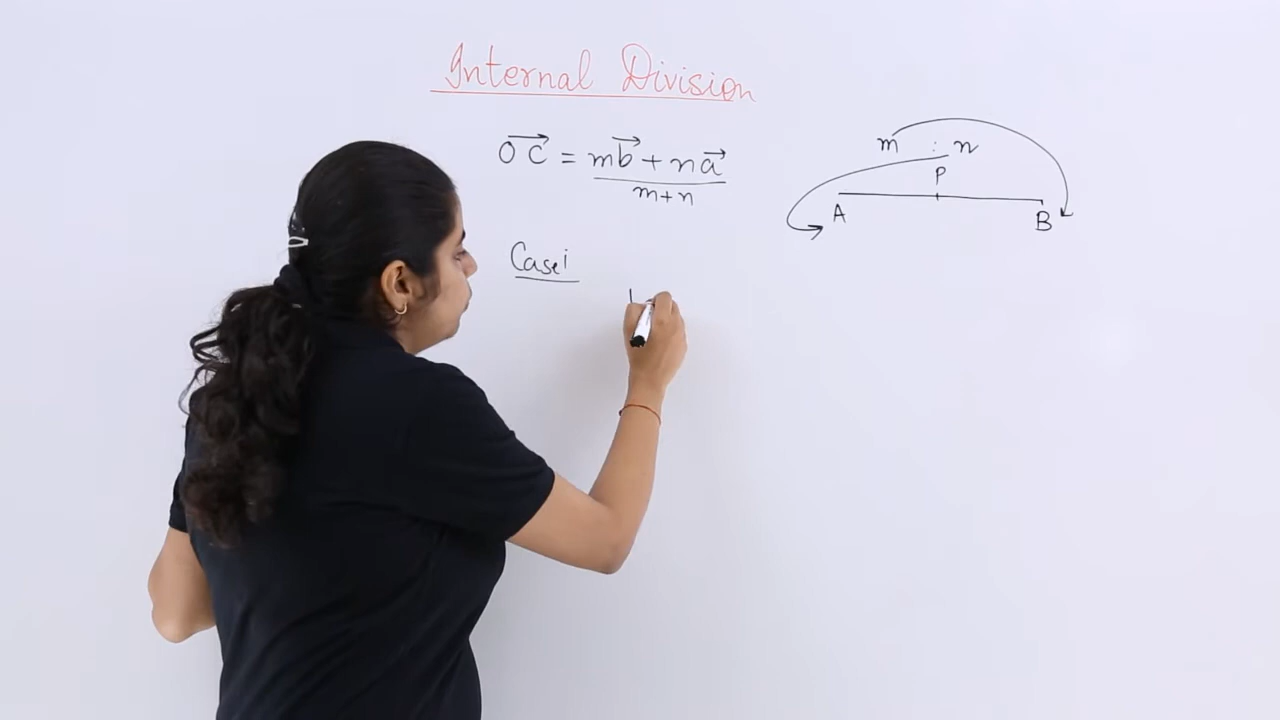 Internal Division
OC = mb + na
m+n
Case i
m : n
P
A
B